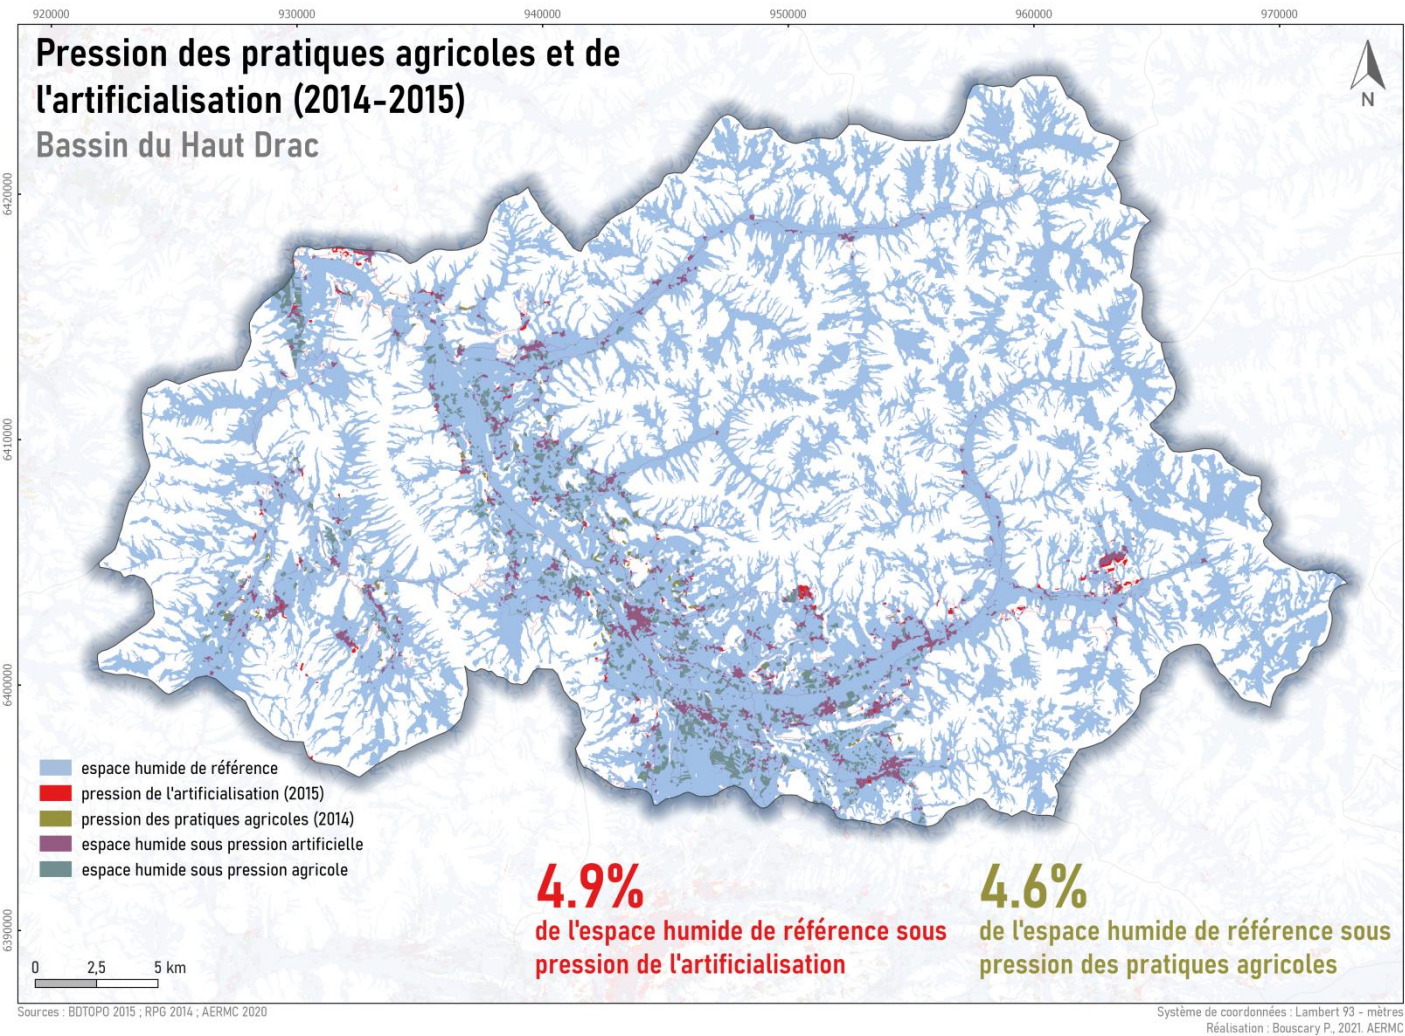 920000
930000
940000
950000
960000
970000
Pression des pratiques agricoles et de
l'artificialisation (2014-2015)
Bassin du Haut Drac
N
6420000
6410000
6400000
6390000
espace humide de référence
pression de l'artificialisation (2015)
pression des pratiques agricoles (2014)
espace humide sous pression artificielle
espace humide sous pression agricole
4.9%
de l'espace humide de référence sous
pression de l'artificialisation
4.6%
de l'espace humide de référence sous
pression des pratiques agricoles
0 2,5 5 km
Sources : BDTOPO 2015 ; RPG 2014 ; AERMC 2020
Système de coordonnées : Lambert 93 - mètres
Réalisation : Bouscary P., 2021. AERMC